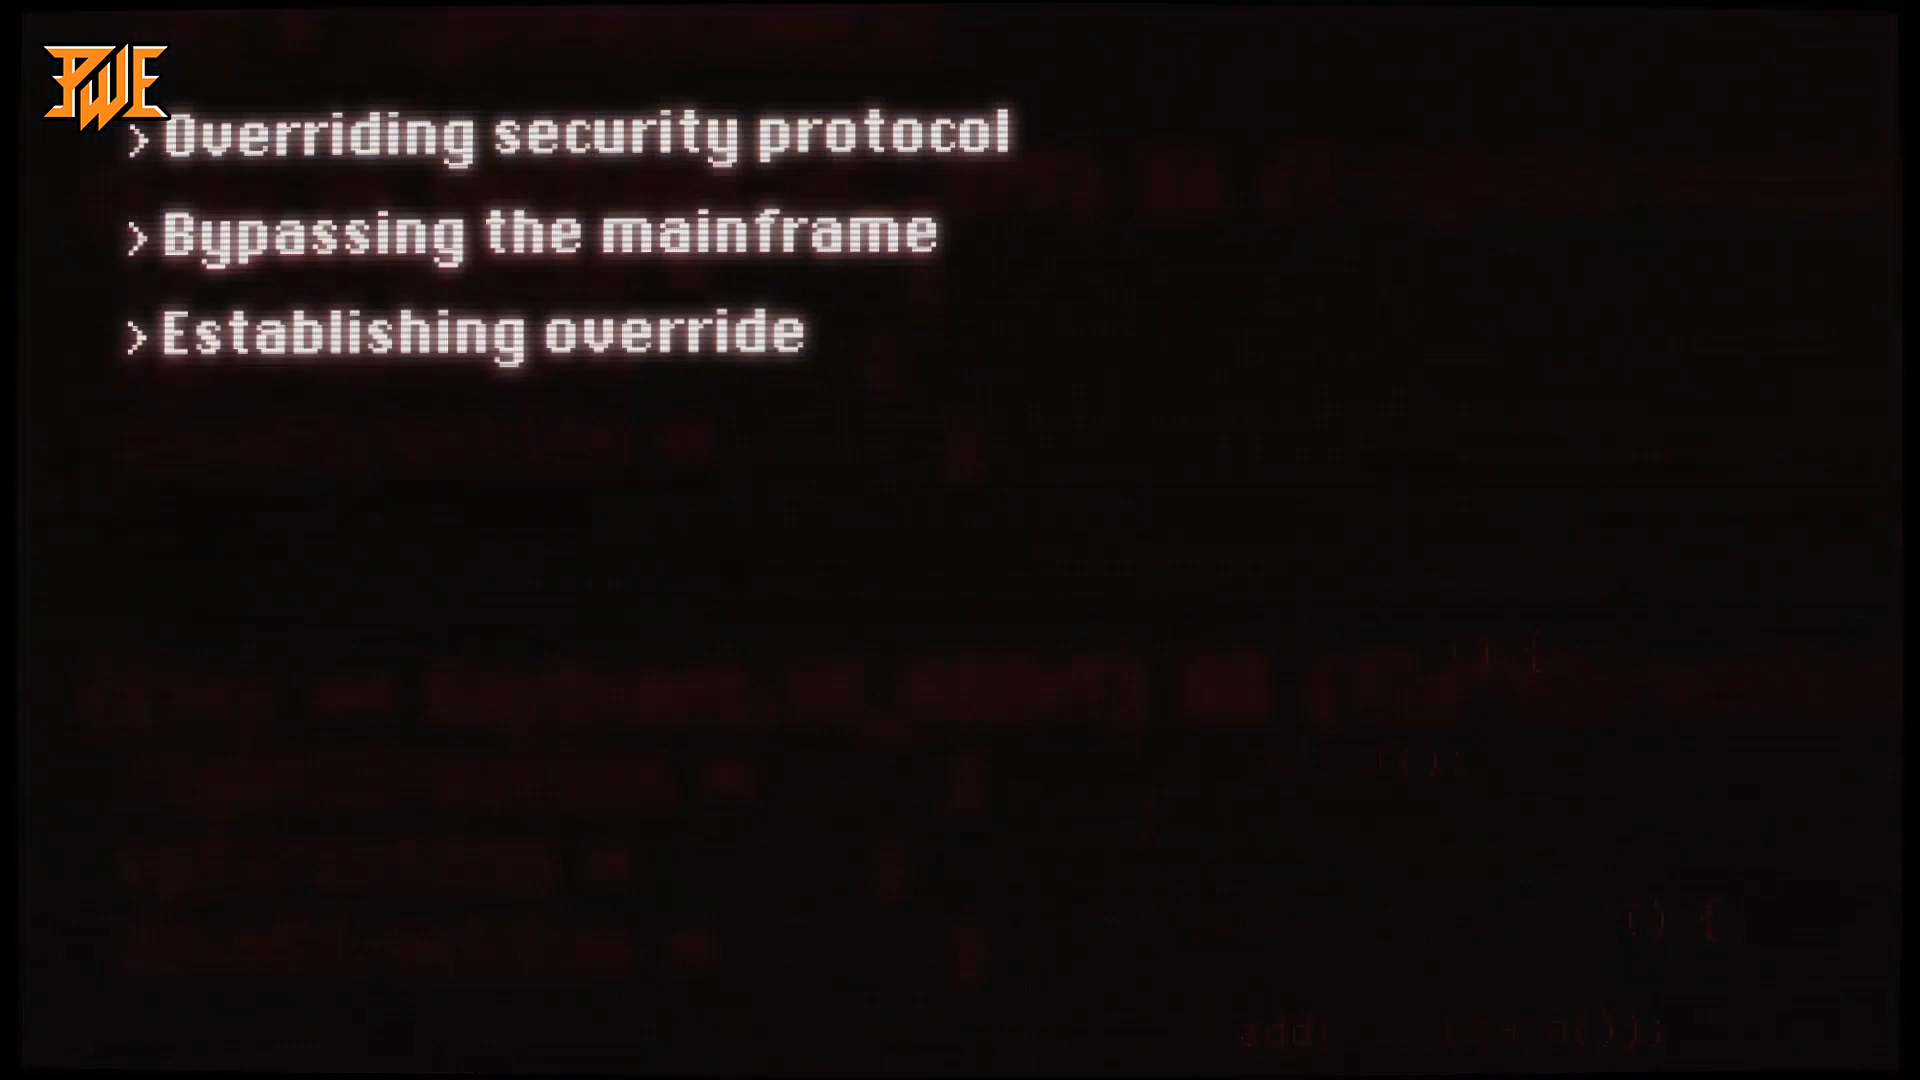 PWE
> Overriding security protocol
> Bypassing the mainframe
> Establishing override